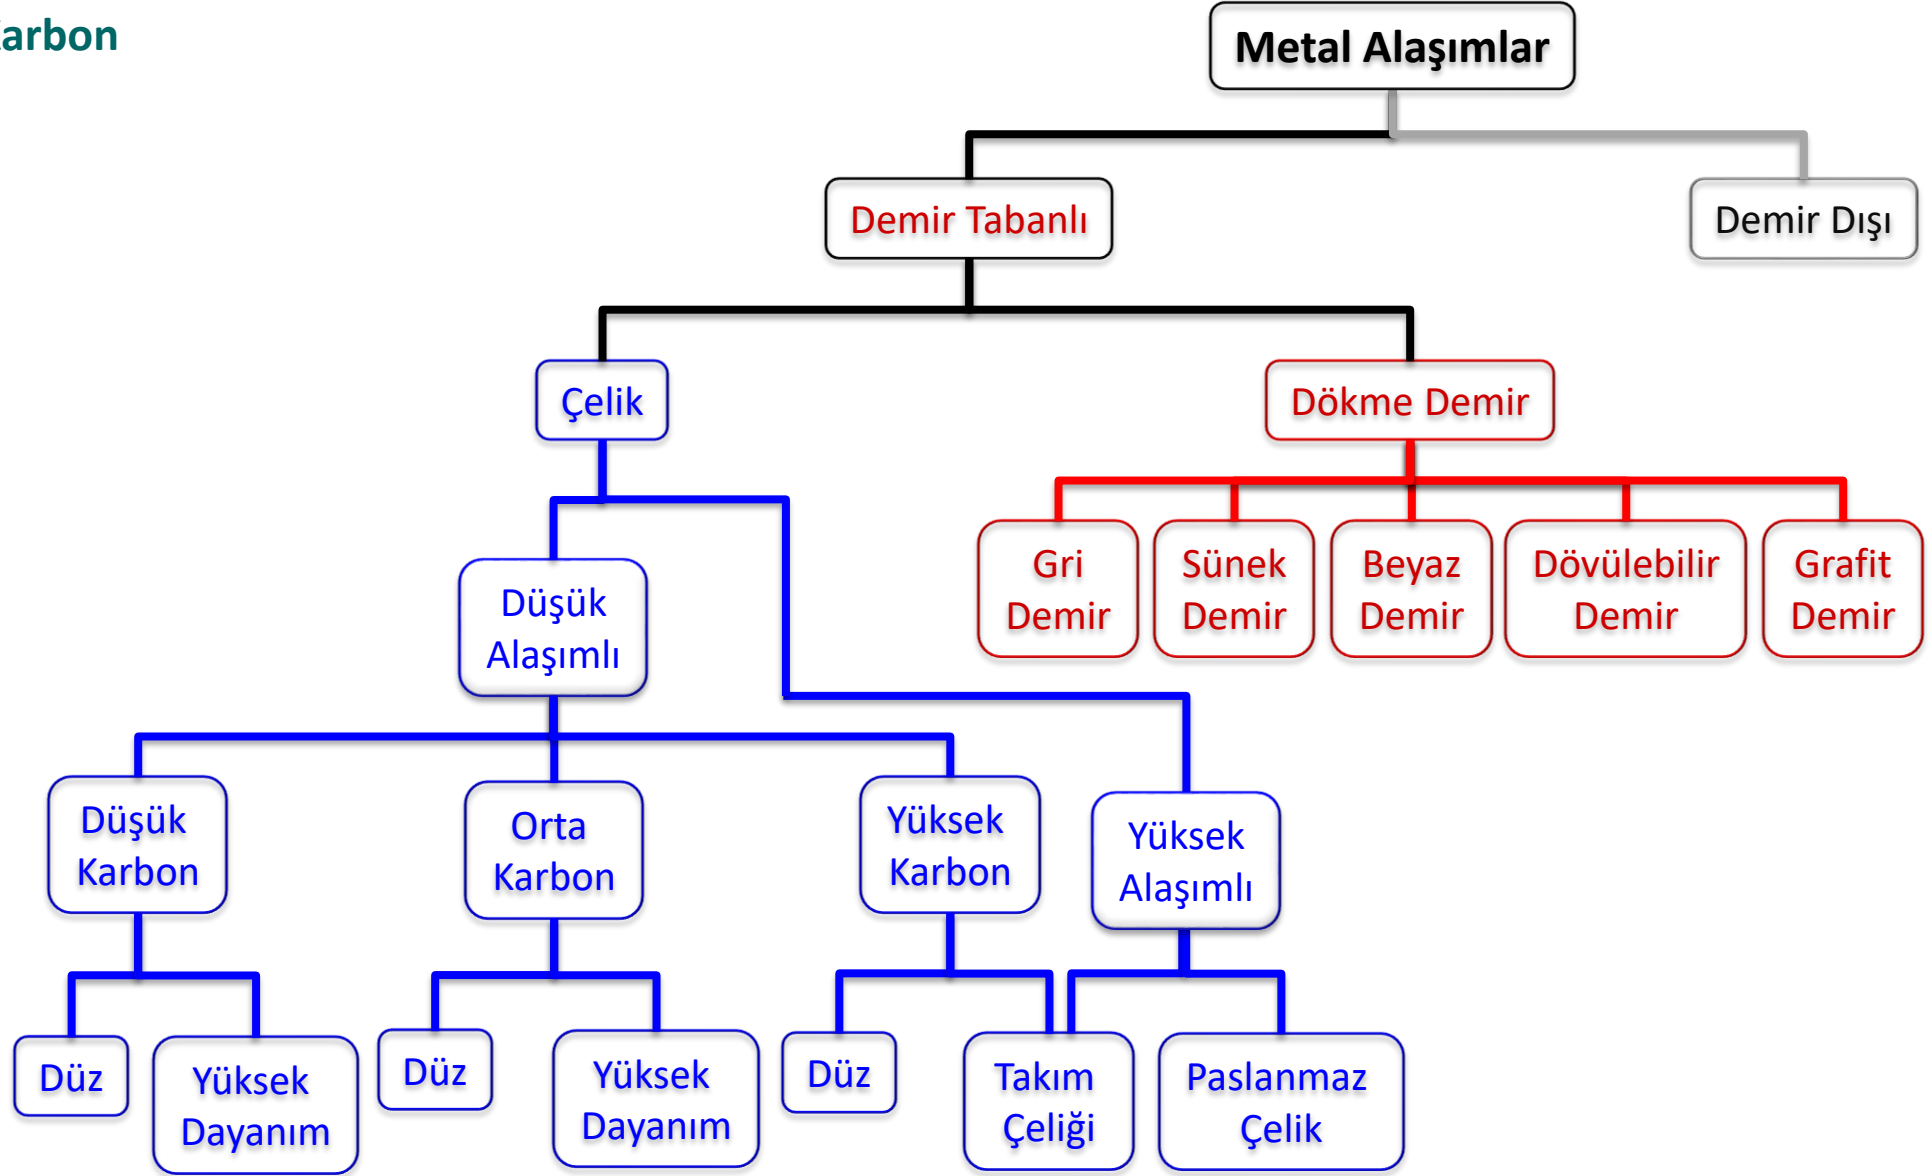 Karbon
Metal Alaşımlar
Demir Tabanlı
Demir Dışı
Çelik
Dökme Demir
Gri
Demir
Sünek
Demir
Beyaz
Demir
Dövülebilir
Demir
Grafit
Demir
Düşük
Alaşımlı
Düşük
Karbon
Orta
Karbon
Yüksek
Karbon
Yüksek
Alaşımlı
Düz
Yüksek
Dayanım
Düz
Yüksek
Dayanım
Düz
Takım
Çeliği
Paslanmaz
Çelik